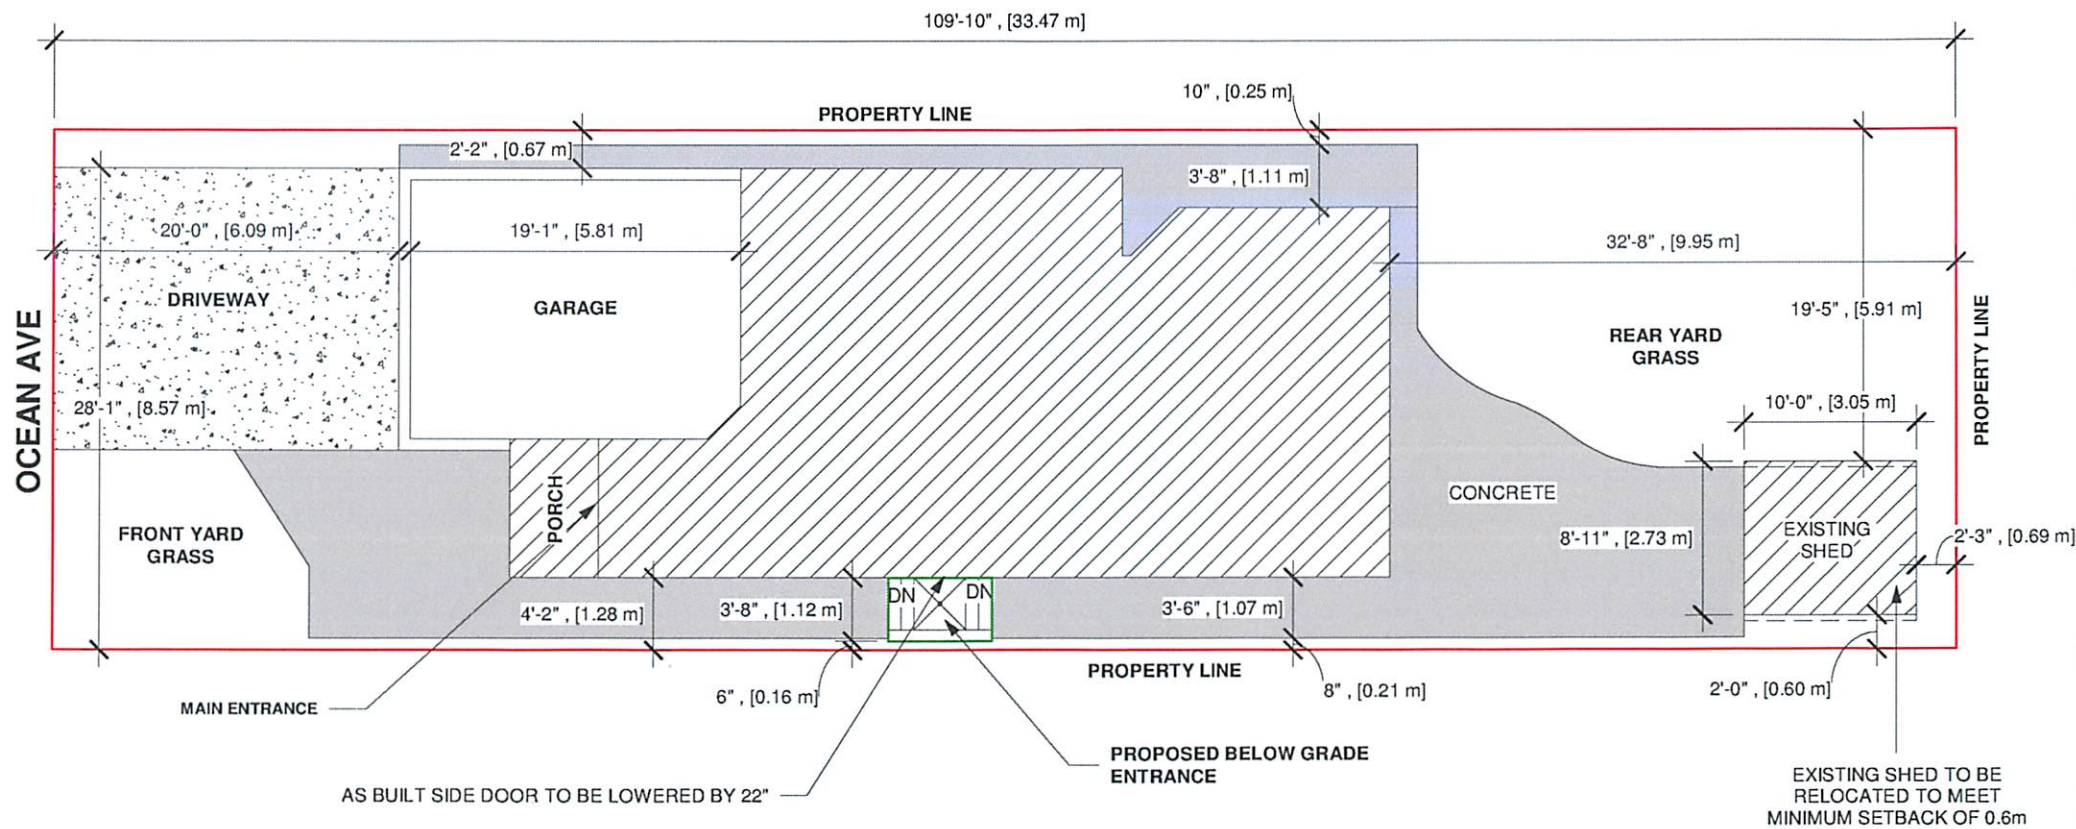 109'-10" , [33.47 m]
10" , [0.25 m]
PROPERTY LINE
2'-2" , [0.67 m]
3'-8" , [1.11 m]
20'-0" , [6.09 m]
19'-1" , [5.81 m]
32'-8" , [9.95 m]
DRIVEWAY
GARAGE
19'-5" , [5.91 m]
REAR YARD
GRASS
PROPERTY LINE
OCEAN AVE
28'-1" , [8.57 m]
10'-0" , [3.05 m]
PORCH
CONCRETE
FRONT YARD
GRASS
8'-11" , [2.73 m]
EXISTING
SHED
2'-3" , [0.69 m]
DN
DN
4'-2" , [1.28 m]
3'-8" , [1.12 m]
3'-6" , [1.07 m]
PROPERTY LINE
6" , [0.16 m]
8" , [0.21 m]
2'-0" , [0.60 m]
MAIN ENTRANCE
PROPOSED BELOW GRADE
ENTRANCE
AS BUILT SIDE DOOR TO BE LOWERED BY 22"
EXISTING SHED TO BE
RELOCATED TO MEET
MINIMUM SETBACK OF 0.6m